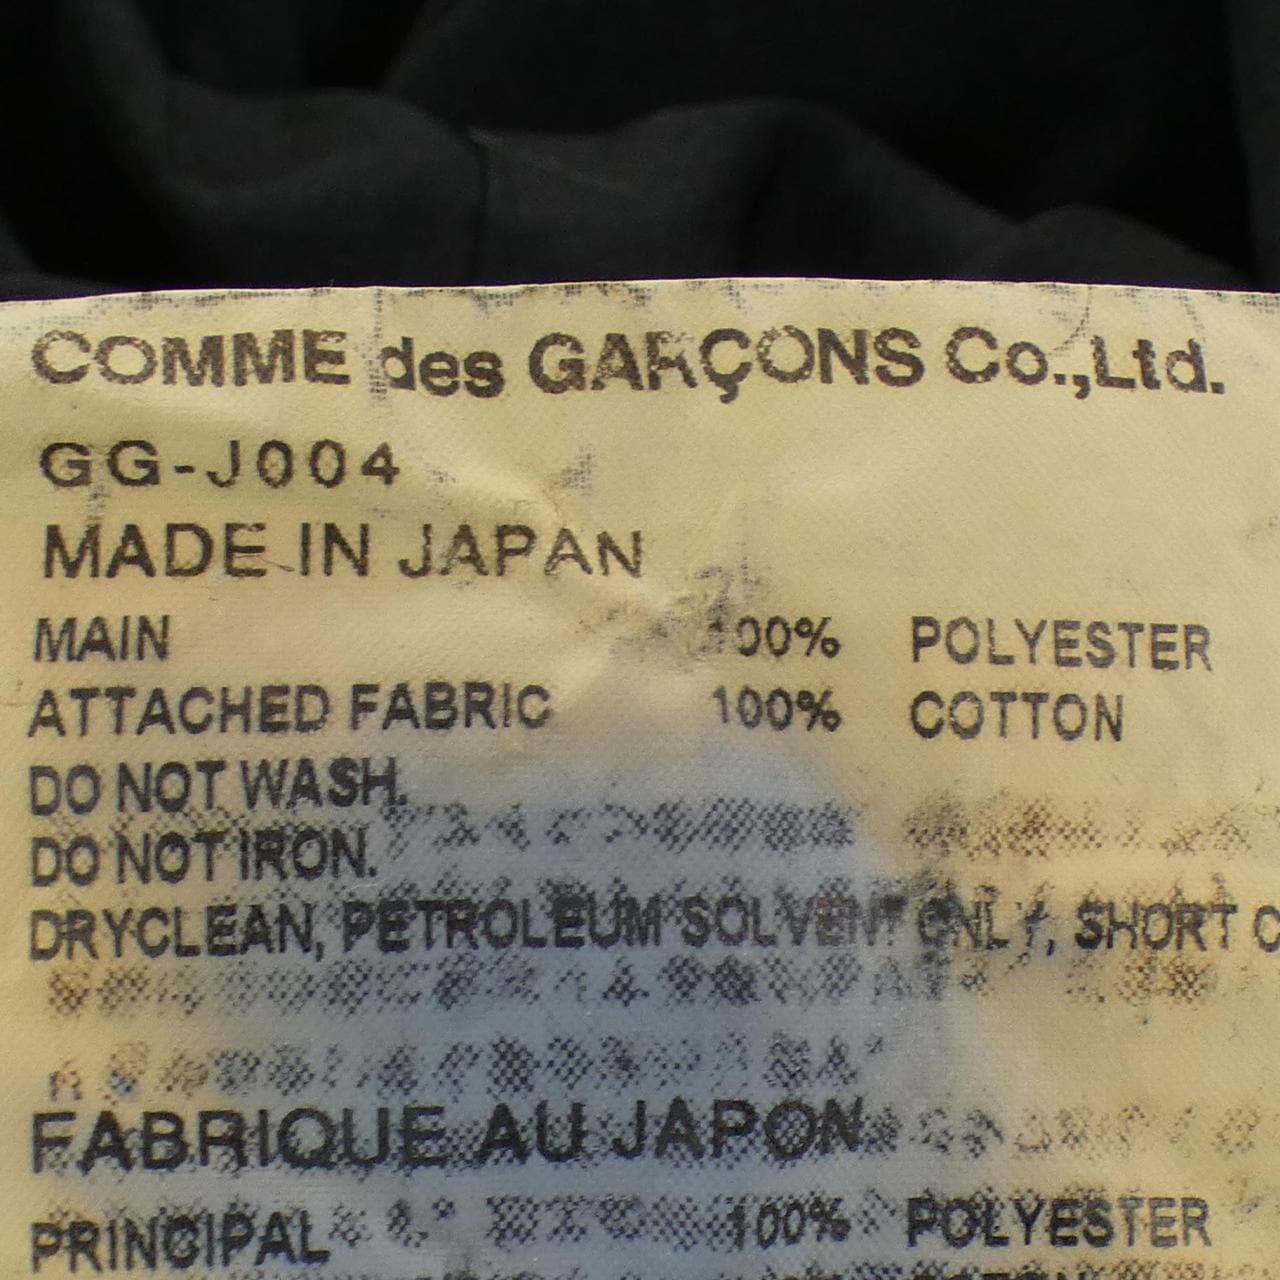 COMME des GARÇONS Co.,Ltd.
GG-J004
MADE IN JAPAN
MAIN 100% POLYESTER
ATTACHED FABRIC 100% COTTON
DO NOT WASH.
DO NOT IRON.
DRYCLEAN, PETROLEUM SOLVENT ONLY, SHORT
FABRIQUE AU JAPON
PRINCIPAL 100% POLYESTER